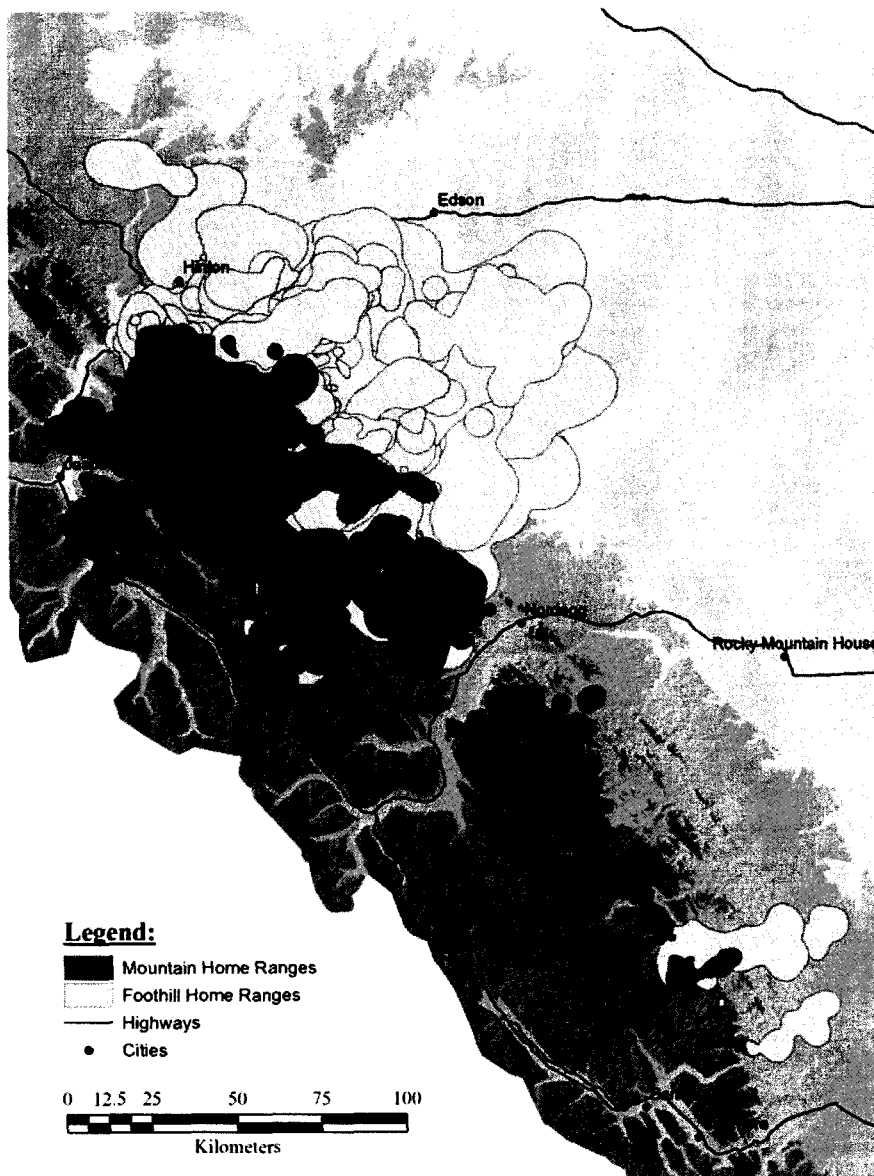 Edson
Hinton
Nordegg
Rocky Mountain House
Legend:
Mountain Home Ranges
Foothill Home Ranges
Highways
Cities
0 12.5 25 50 75 100
Kilometers